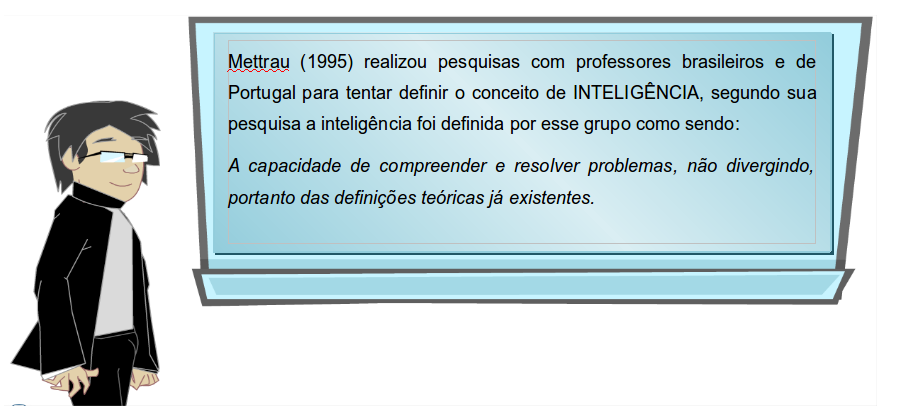 Mettrau (1995) realizou pesquisas com professores brasileiros e de
Portugal para tentar definir o conceito de INTELIGÊNCIA, segundo sua
pesquisa a inteligência foi definida por esse grupo como sendo:
A capacidade de compreender e resolver problemas, não divergindo,
portanto das definições teóricas já existentes.